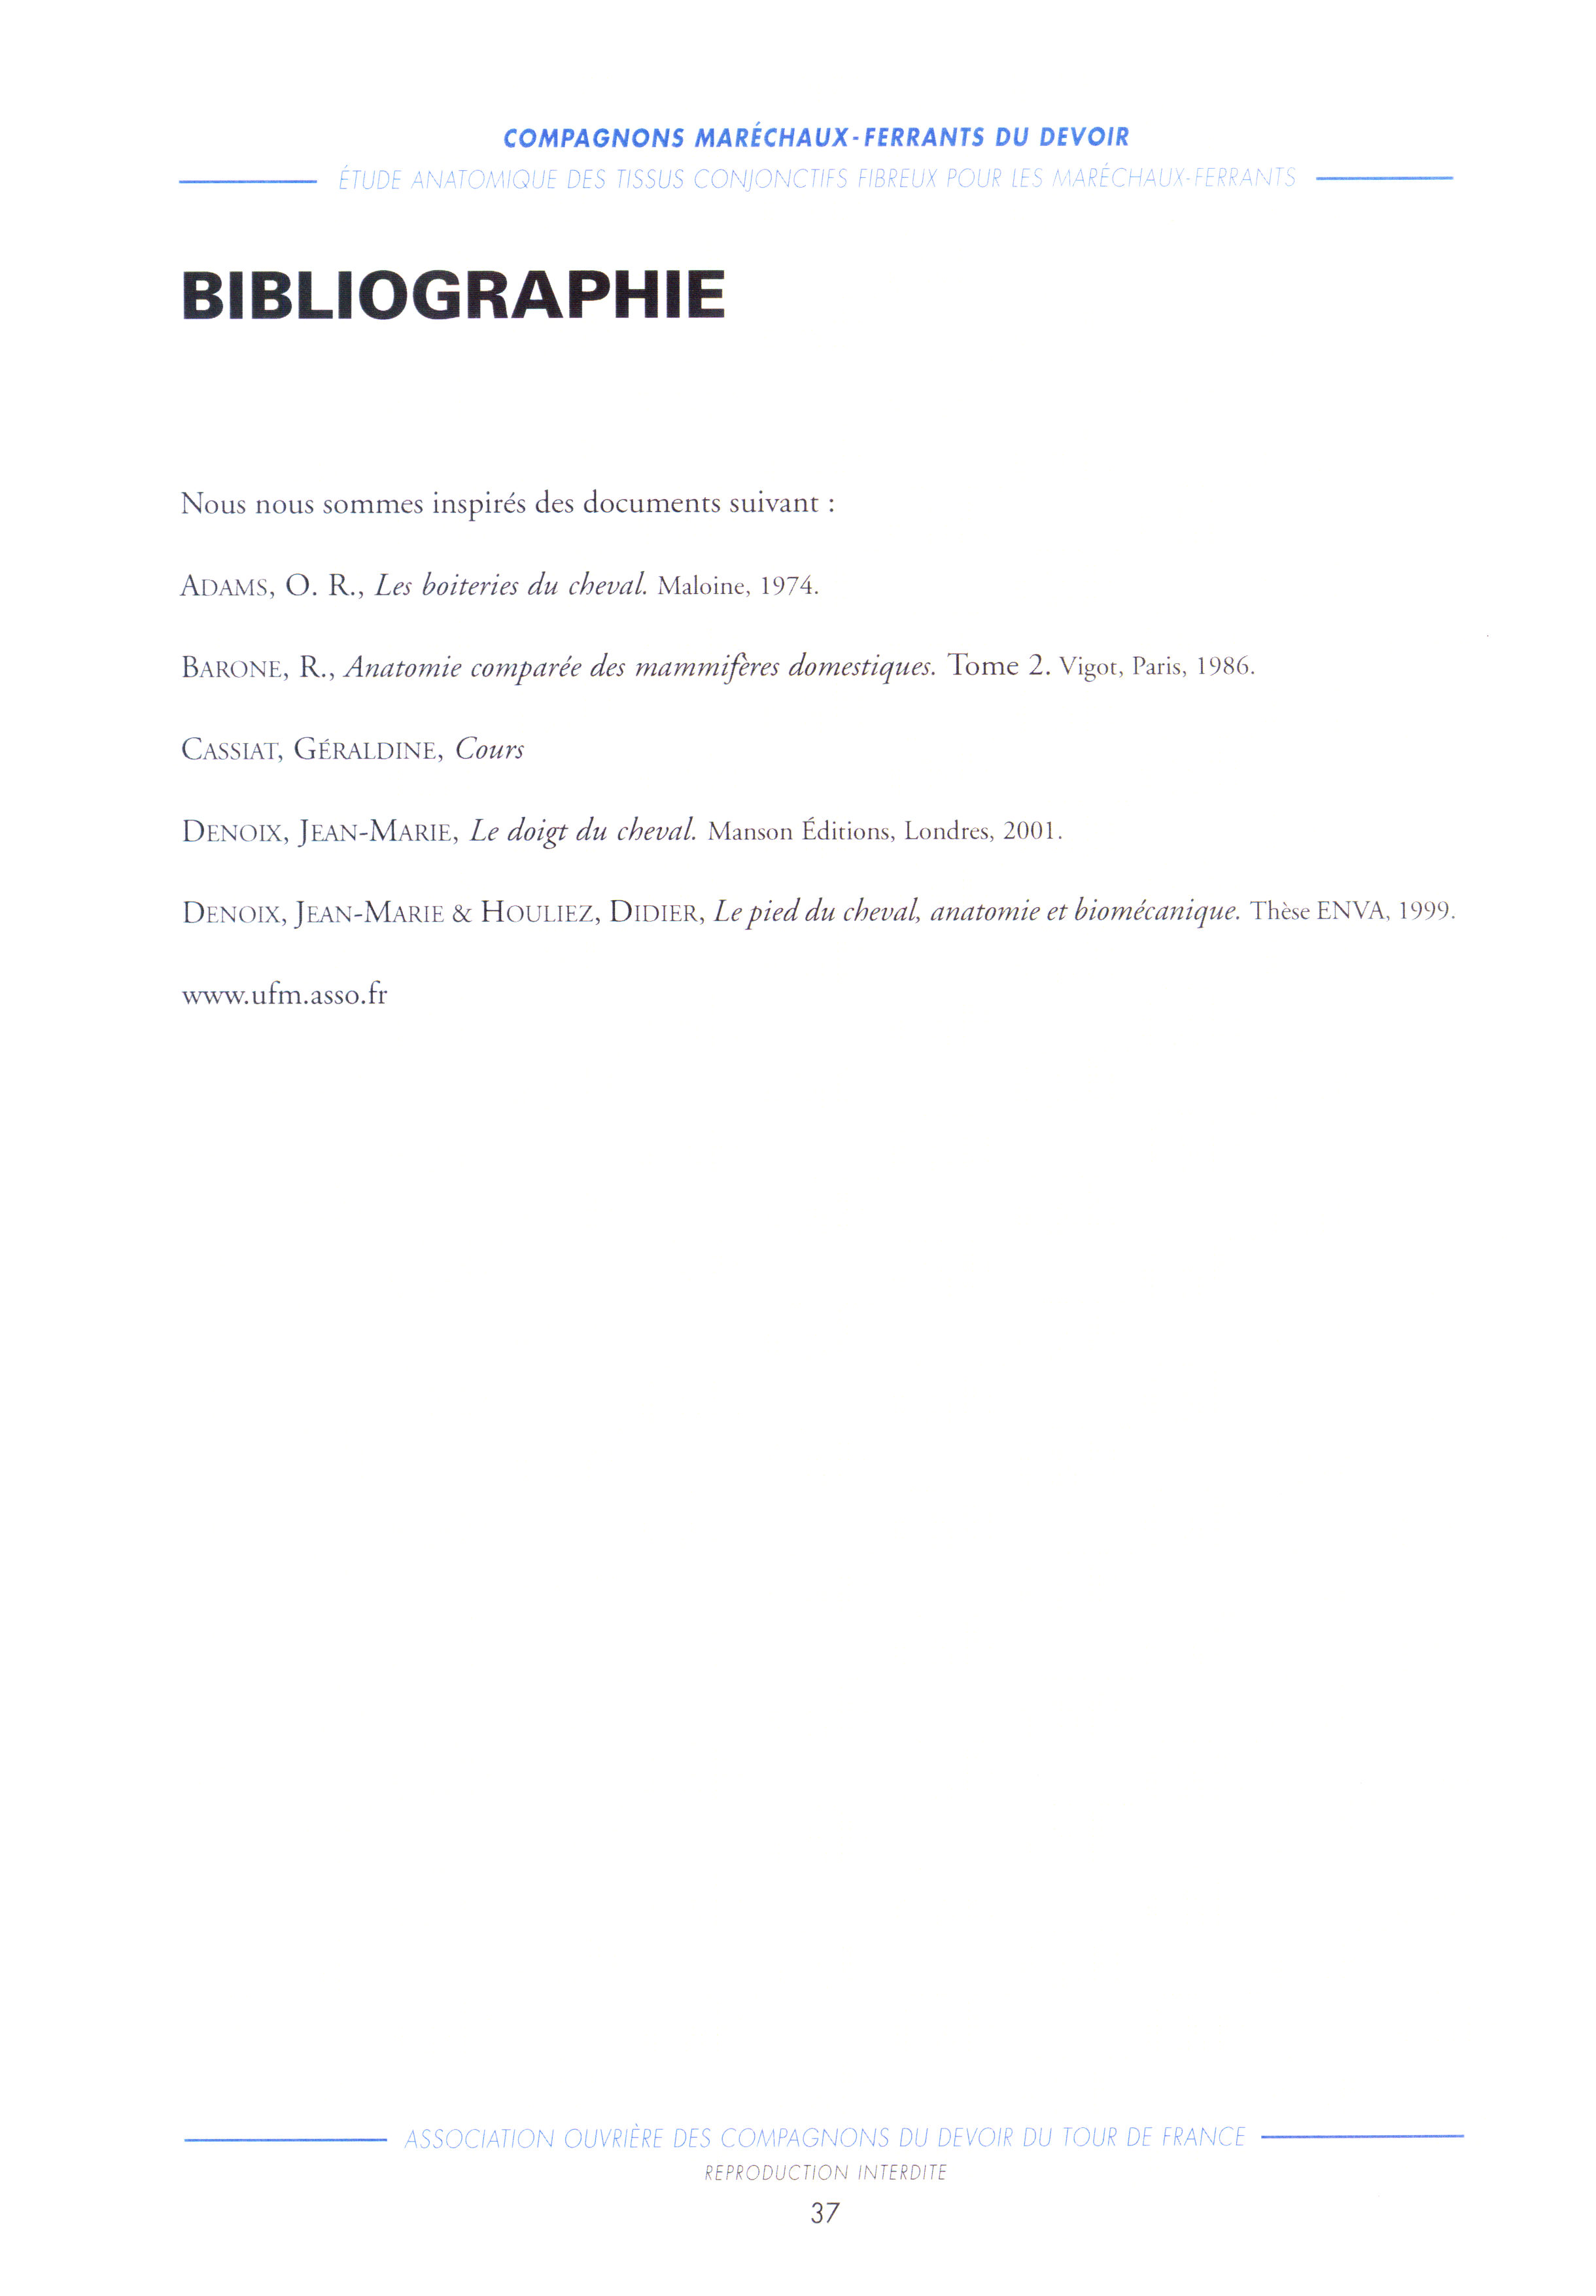 COMPAGNONS MARÉCHAUX-FERRANTS DU DEVOIR
ÉTUDE ANATOMIQUE DES TISSUS CONJONCTIFS FIBREUX POUR LES MARÉCHAUX-FERRANTS
BIBLIOGRAPHIE
Nous nous sommes inspirés des documents suivant :
ADAMS, O. R., Les boiteries du cheval. Maloine, 1974.
BARONE, R., Anatomie comparée des mammifères domestiques. Tome 2. Vigot, Paris, 1986.
CASSIAT, GÉRALDINE, Cours
DENOIX, JEAN-MARIE, Le doigt du cheval. Manson Éditions, Londres, 2001.
DENOIX, JEAN-MARIE & HOULIEZ, DIDIER, Le pied du cheval, anatomie et biomécanique. Thèse ENVA, 1999.
www.ufm.asso.fr
ASSOCIATION OUVRIÈRE DES COMPAGNONS DU DEVOIR DU TOUR DE FRANCE
REPRODUCTION INTERDITE
37